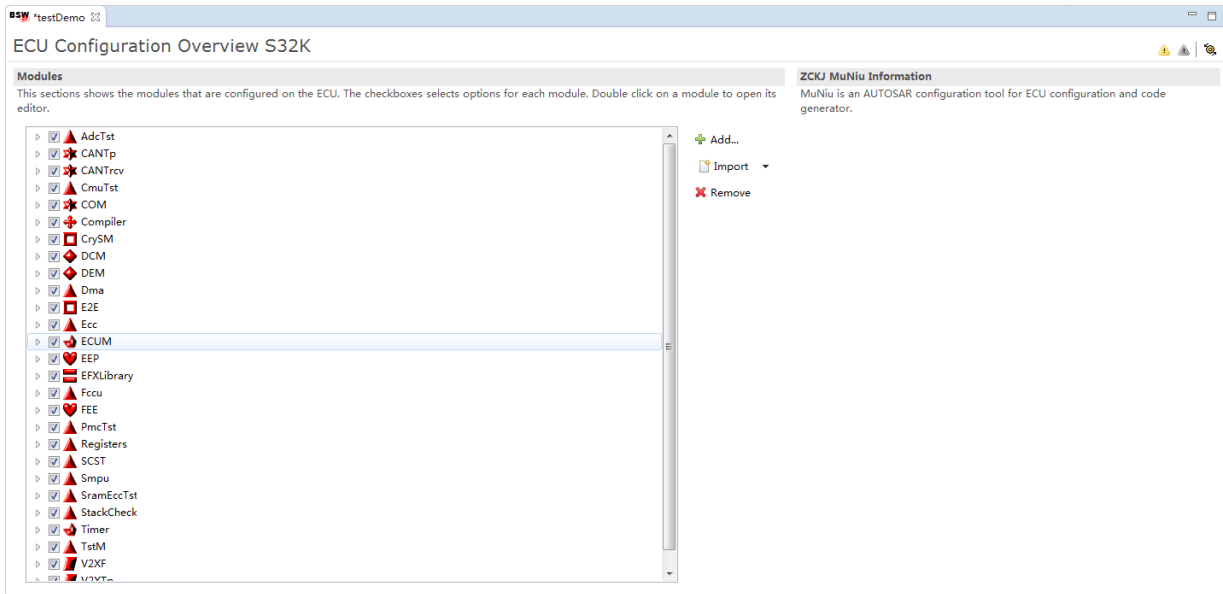 BSW *testDemo
ECU Configuration Overview S32K
Modules
This sections shows the modules that are configured on the ECU. The checkboxes selects options for each module. Double click on a module to open its
editor.
AdcTst
CANTp
CANTrcv
CmuTst
COM
Compiler
CrySM
DCM
DEM
Dma
E2E
Ecc
ECUM
EEP
EFXLibrary
Fccu
FEE
PmcTst
Registers
SCST
Smpu
SramEccTst
StackCheck
Timer
TstM
V2XF
V2XTp
Add...
Import
Remove
ZCKJ MuNiu Information
MuNiu is an AUTOSAR configuration tool for ECU configuration and code
generator.